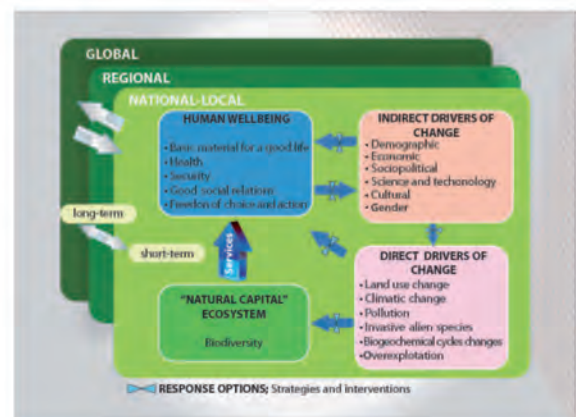 GLOBAL
REGIONAL
NATIONAL-LOCAL
HUMAN WELLBEING
•Basic material for a good life
•Health
•Security
•Good social relations
•Freedom of choice and action
INDIRECT DRIVERS OF
CHANGE
•Demographic
•Economic
•Sociopolitical
•Science and techonology
•Cultural
•Gender
long-term
short-term
Services
"NATURAL CAPITAL"
ECOSYSTEM
Biodiversity
DIRECT DRIVERS OF
CHANGE
•Land use change
•Climatic change
•Pollution
•Invasive alien species
•Biogeochemical cycles changes
•Overexplotation
RESPONSE OPTIONS; Strategies and interventions